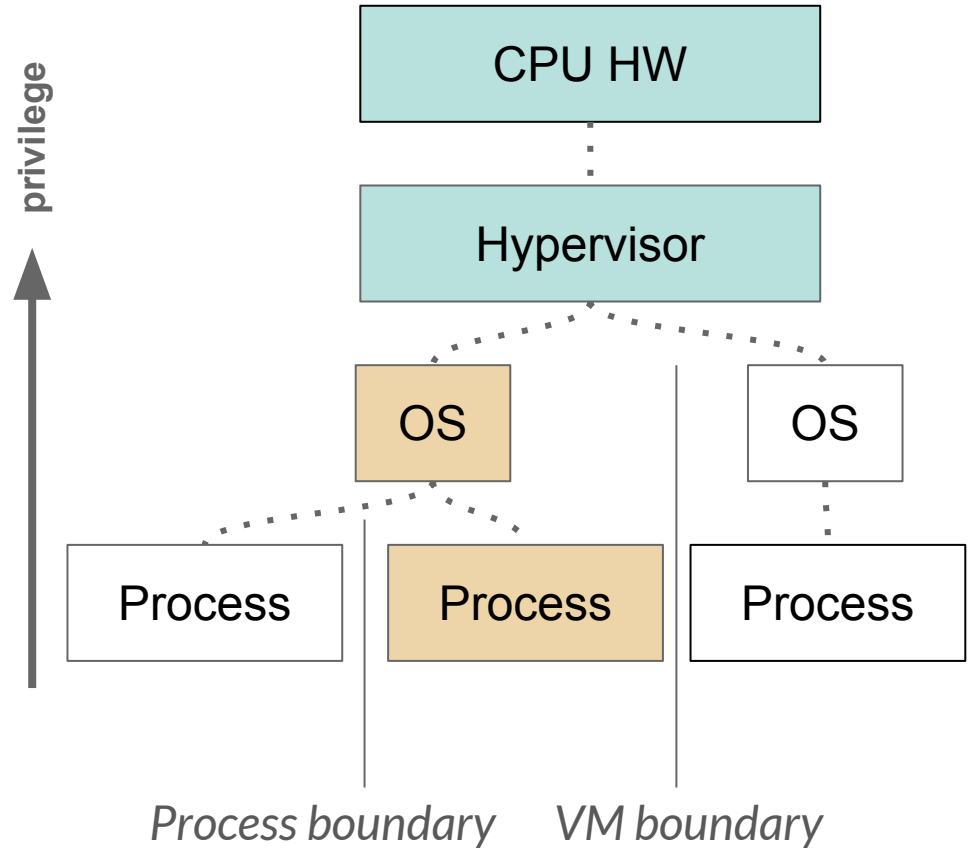 CPU HW
privilege
Hypervisor
OS
OS
Process
Process
Process
Process boundary
VM boundary